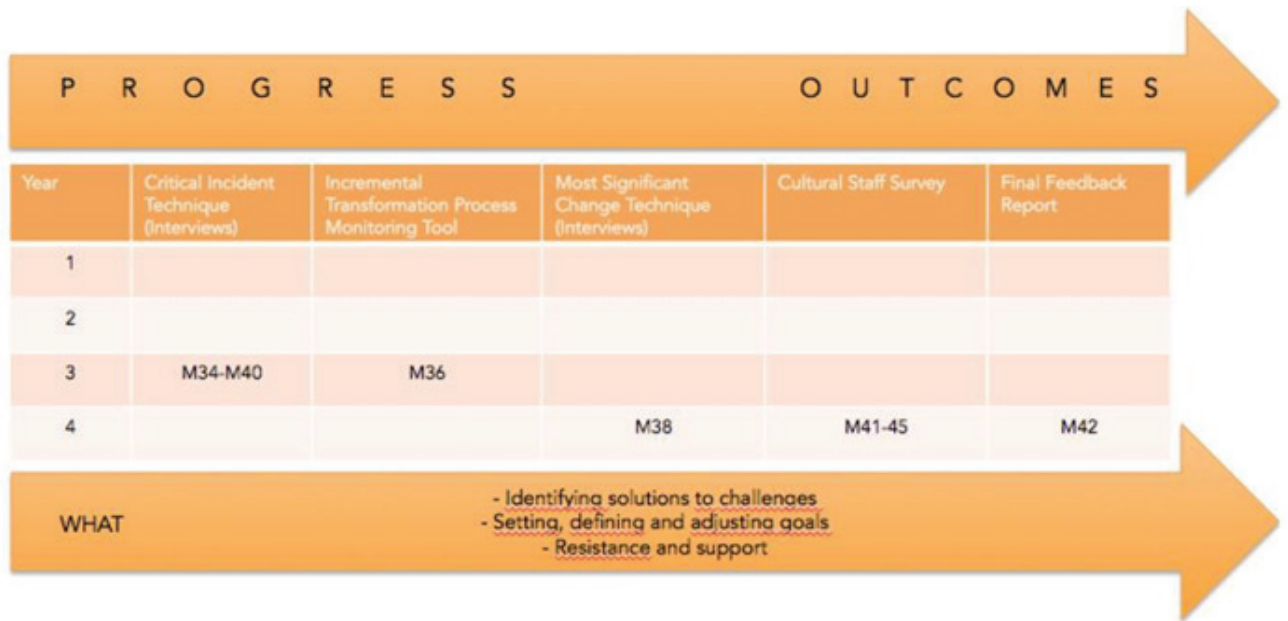 PROGRESS OUTCOMES
Year Critical Incident Technique (Interviews) Incremental Transformation Process Monitoring Tool Most Significant Change Technique (Interviews) Cultural Staff Survey Final Feedback Report
1
2
3 M34-M40 M36
4 M38 M41-45 M42
WHAT
- Identifying solutions to challenges
- Setting, defining and adjusting goals
- Resistance and support